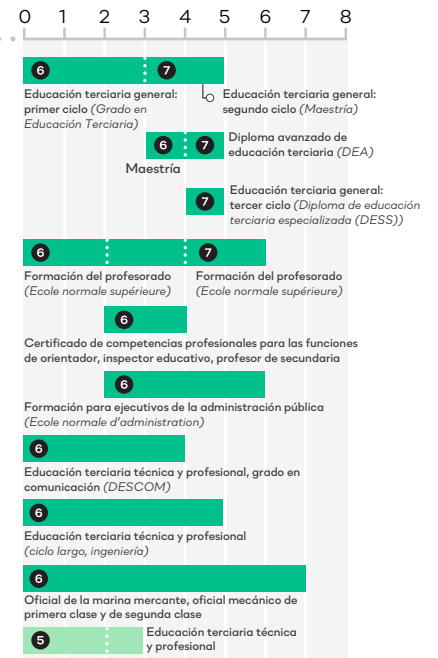 0 1 2 3 4 5 6 7 8
6 7
Educación terciaria general:
primer ciclo (Grado en
Educación Terciaria)
Educación terciaria general:
segundo ciclo (Maestría)
6 7
Maestría
Diploma avanzado de
educación terciaria (DEA)
7
Educación terciaria general:
tercer ciclo (Diploma de educación
terciaria especializada (DESS))
6 7
Formación del profesorado
(Ecole normale supérieure)
Formación del profesorado
(Ecole normale supérieure)
6
Certificado de competencias profesionales para las funciones
de orientador, inspector educativo, profesor de secundaria
6
Formación para ejecutivos de la administración pública
(Ecole normale d'administration)
6
Educación terciaria técnica y profesional, grado en
comunicación (DESCOM)
6
Educación terciaria técnica y profesional
(ciclo largo, ingeniería)
6
Oficial de la marina mercante, oficial mecánico de
primera clase y de segunda clase
5
Educación terciaria técnica
y profesional